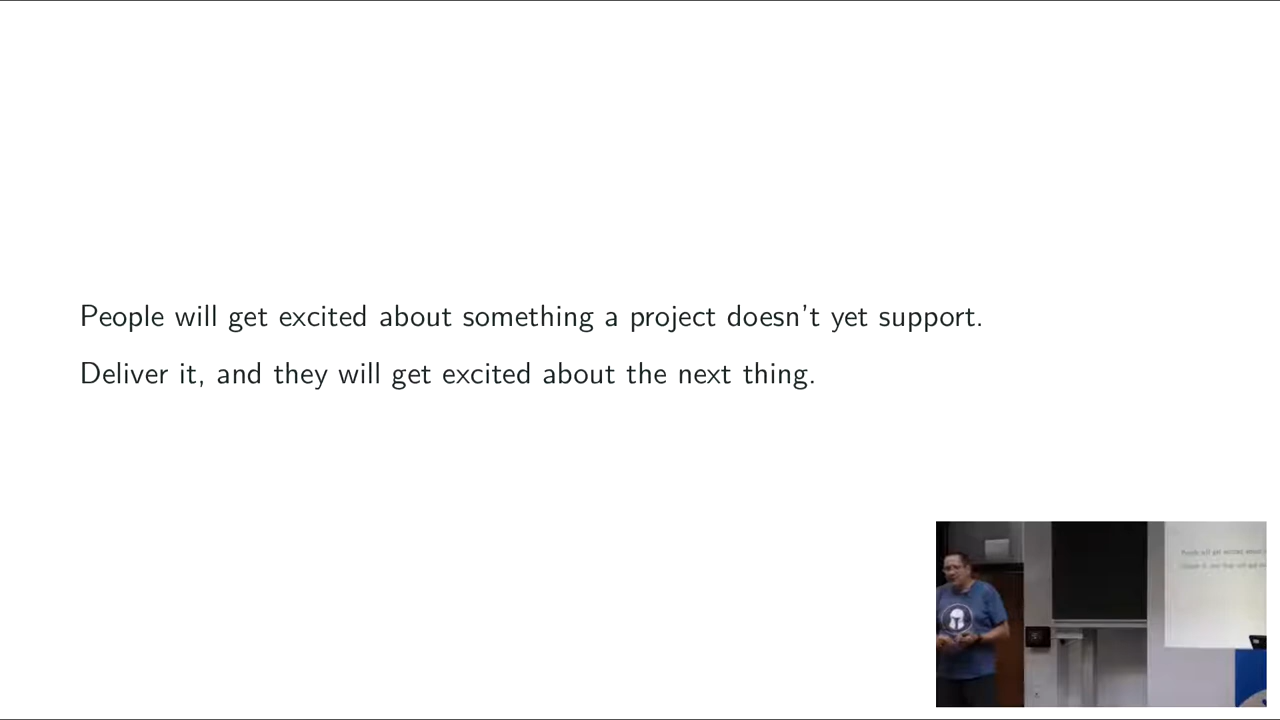 People will get excited about something a project doesn't yet support.
Deliver it, and they will get excited about the next thing.